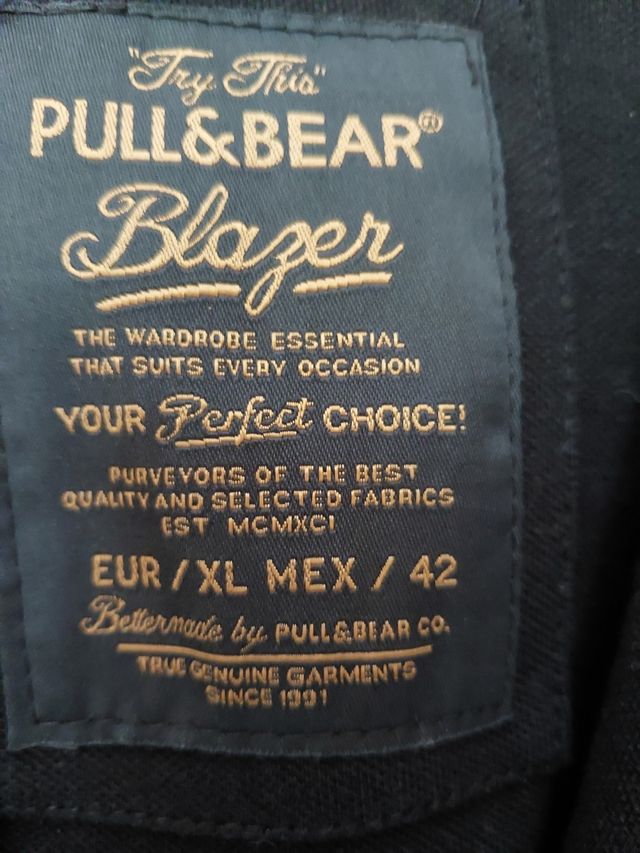 "Try This"
PULL&BEAR®
Blazer
THE WARDROBE ESSENTIAL
THAT SUITS EVERY OCCASION
YOUR Perfect CHOICE!
PURVEYORS OF THE BEST
QUALITY AND SELECTED FABRICS
EST MCMXCI
EUR / XL MEX / 42
Bettermade by PULL&BEAR CO.
TRUE GENUINE GARMENTS
SINCE 1991